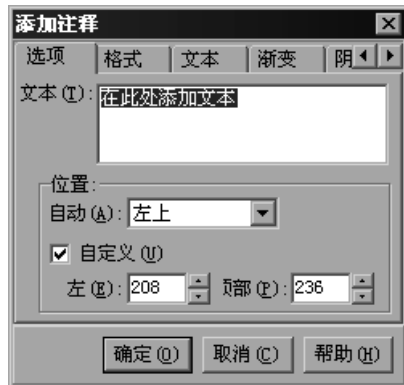 添加注释
选项 格式 文本 渐变 阴
文本(T): 在此处添加文本
位置:
自动(A): 左上
自定义(U)
左(E): 208 顶部(P): 236
确定(O) 取消(C) 帮助(H)